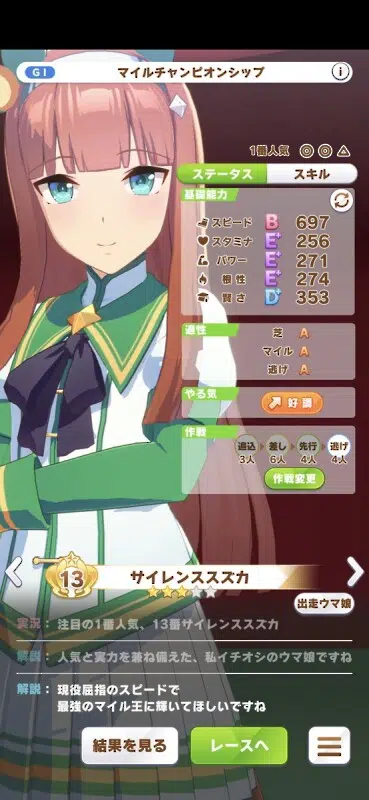 GI マイルチャンピオンシップ i
1番人気 ◎ ◎ △
ステータス スキル
基礎能力
スピード B 697
スタミナ E+ 256
パワー E+ 271
根性 E+ 274
賢さ D+ 353
適性
芝 A
マイル A
逃げ A
やる気
好調
作戦
追込 差し 先行 逃げ
3人 6人 4人 4人
作戦変更
13 サイレンススズカ
出走ウマ娘
実況： 注目の1番人気、13番サイレンススズカ
解説： 人気と実力を兼ね備えた、私イチオシのウマ娘ですね
解説： 現役屈指のスピードで
最強のマイル王に輝いてほしいですね
結果を見る レースへ